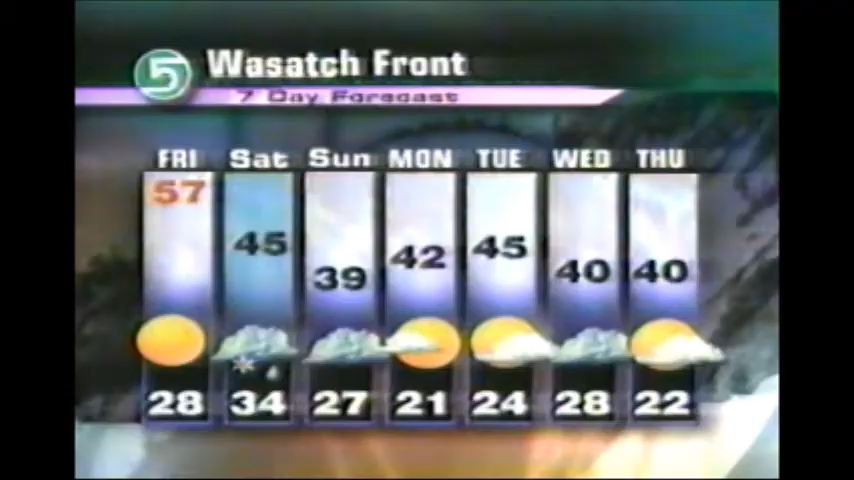 5 Wasatch Front
7 Day Forecast
FRI Sat Sun MON TUE WED THU
57 45 39 42 45 40 40
28 34 27 21 24 28 22